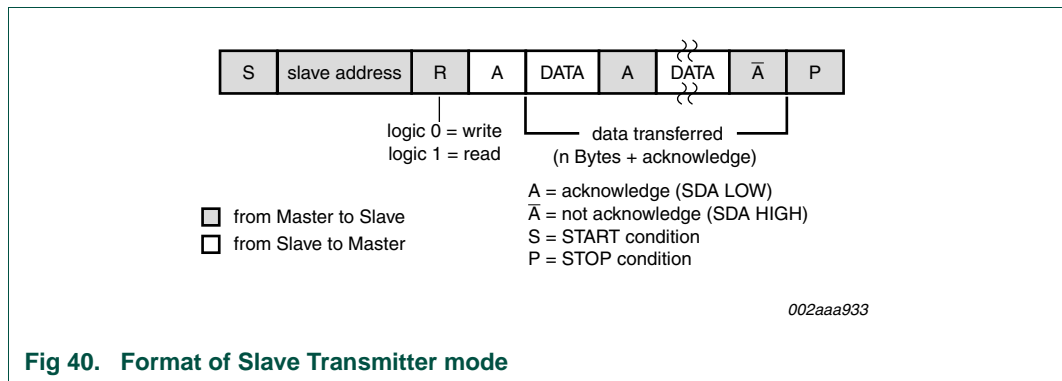 S slave address R A DATA A DATA A̅ P
logic 0 = write
logic 1 = read
data transferred
(n Bytes + acknowledge)
A = acknowledge (SDA LOW)
A̅ = not acknowledge (SDA HIGH)
S = START condition
P = STOP condition
from Master to Slave
from Slave to Master
002aaa933
Fig 40. Format of Slave Transmitter mode